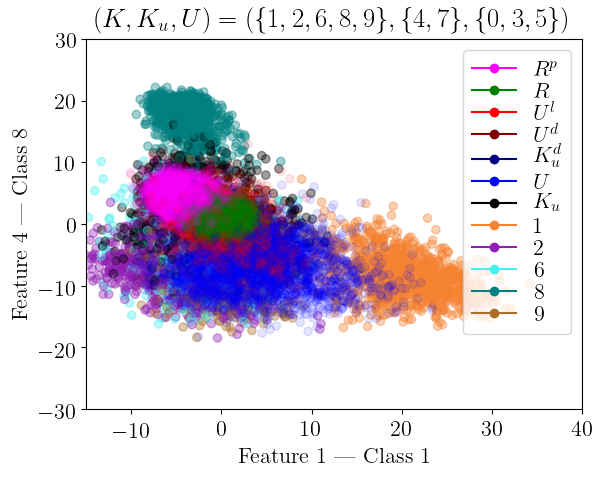 (K, K_u, U) = ({1, 2, 6, 8, 9}, {4, 7}, {0, 3, 5})
30
20
10
0
−10
−20
−30
−10 0 10 20 30 40
Feature 4 — Class 8
Feature 1 — Class 1
R^p
R
U^l
U^d
K_u^d
U
K_u
1
2
6
8
9